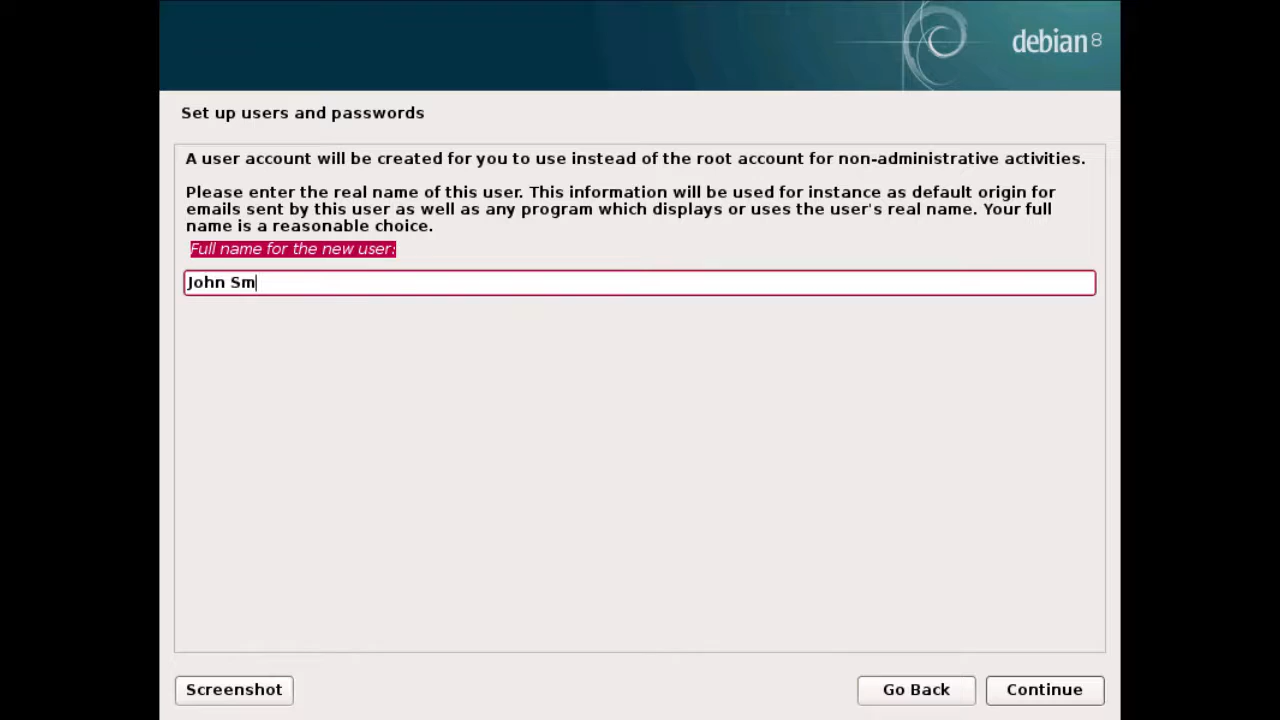 debian 8
Set up users and passwords
A user account will be created for you to use instead of the root account for non-administrative activities.
Please enter the real name of this user. This information will be used for instance as default origin for
emails sent by this user as well as any program which displays or uses the user's real name. Your full
name is a reasonable choice.
Full name for the new user:
John Sm
Screenshot
Go Back
Continue